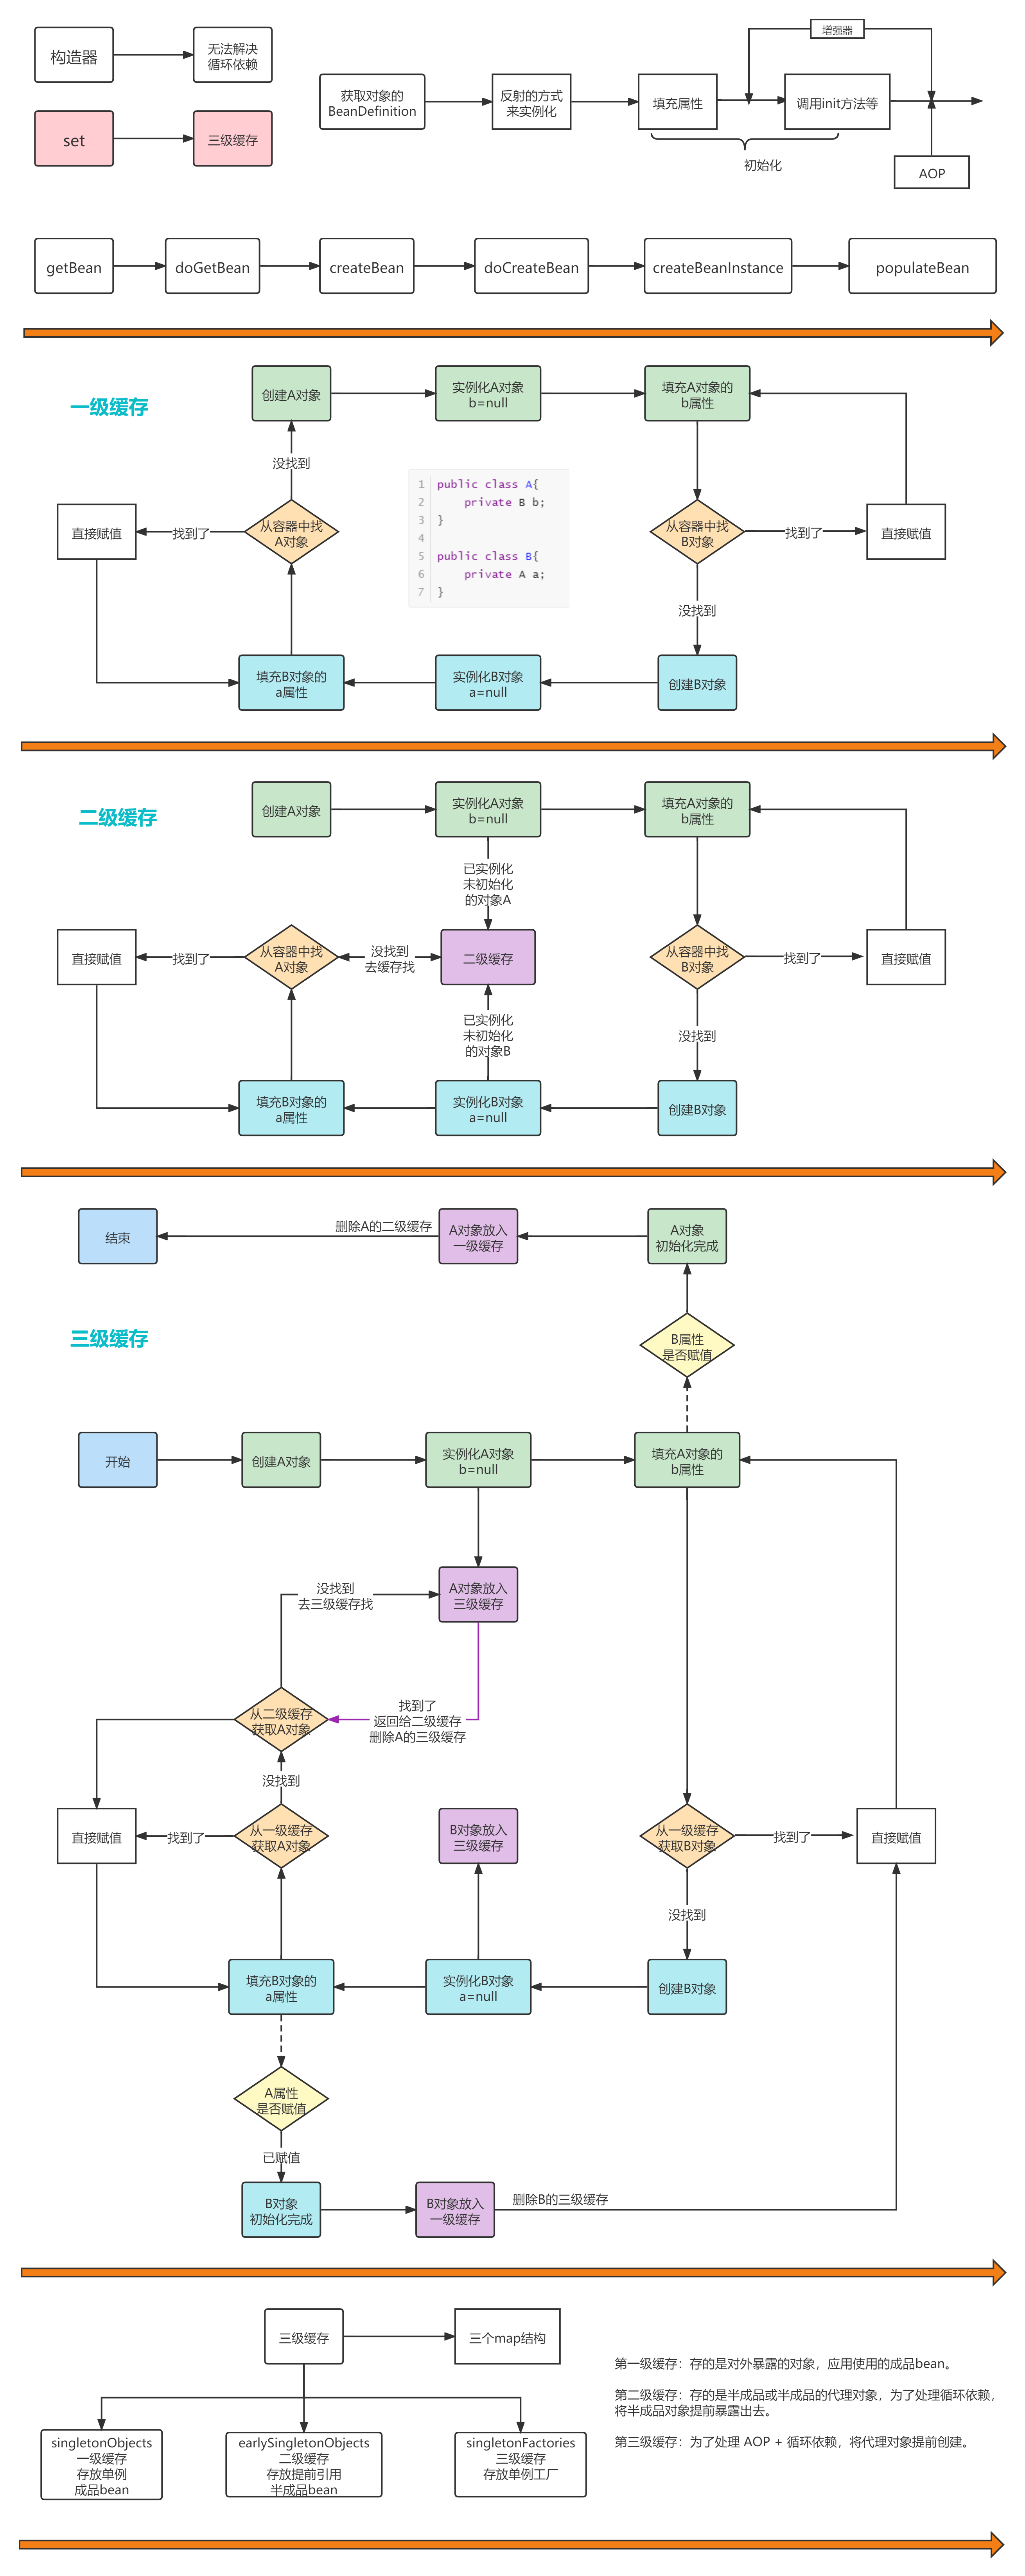 构造器
无法解决
循环依赖
set
三级缓存
增强器
获取对象的
BeanDefinition
反射的方式
来实例化
填充属性
调用init方法等
初始化
AOP
getBean
doGetBean
createBean
doCreateBean
createBeanInstance
populateBean
一级缓存
创建A对象
实例化A对象
b=null
填充A对象的
b属性
没找到
直接赋值
找到了
从容器中找
A对象
1 public class A{
2 private B b;
3 }
4
5 public class B{
6 private A a;
7 }
从容器中找
B对象
找到了
直接赋值
没找到
填充B对象的
a属性
实例化B对象
a=null
创建B对象
二级缓存
创建A对象
实例化A对象
b=null
填充A对象的
b属性
已实例化
未初始化
的对象A
直接赋值
找到了
从容器中找
A对象
没找到
去缓存找
二级缓存
从容器中找
B对象
找到了
直接赋值
已实例化
未初始化
的对象B
没找到
填充B对象的
a属性
实例化B对象
a=null
创建B对象
结束
删除A的二级缓存
A对象放入
一级缓存
A对象
初始化完成
三级缓存
B属性
是否赋值
开始
创建A对象
实例化A对象
b=null
填充A对象的
b属性
没找到
去三级缓存找
A对象放入
三级缓存
从二级缓存
获取A对象
找到了
返回给二级缓存
删除A的三级缓存
没找到
直接赋值
找到了
从一级缓存
获取A对象
B对象放入
三级缓存
从一级缓存
获取B对象
找到了
直接赋值
没找到
填充B对象的
a属性
实例化B对象
a=null
创建B对象
A属性
是否赋值
已赋值
B对象
初始化完成
B对象放入
一级缓存
删除B的三级缓存
三级缓存
三个map结构
singletonObjects
一级缓存
存放单例
成品bean
earlySingletonObjects
二级缓存
存放提前引用
半成品bean
singletonFactories
三级缓存
存放单例工厂
第一级缓存：存的是对外暴露的对象，应用使用的成品bean。
第二级缓存：存的是半成品或半成品的代理对象，为了处理循环依赖，
将半成品对象提前暴露出去。
第三级缓存：为了处理 AOP + 循环依赖，将代理对象提前创建。